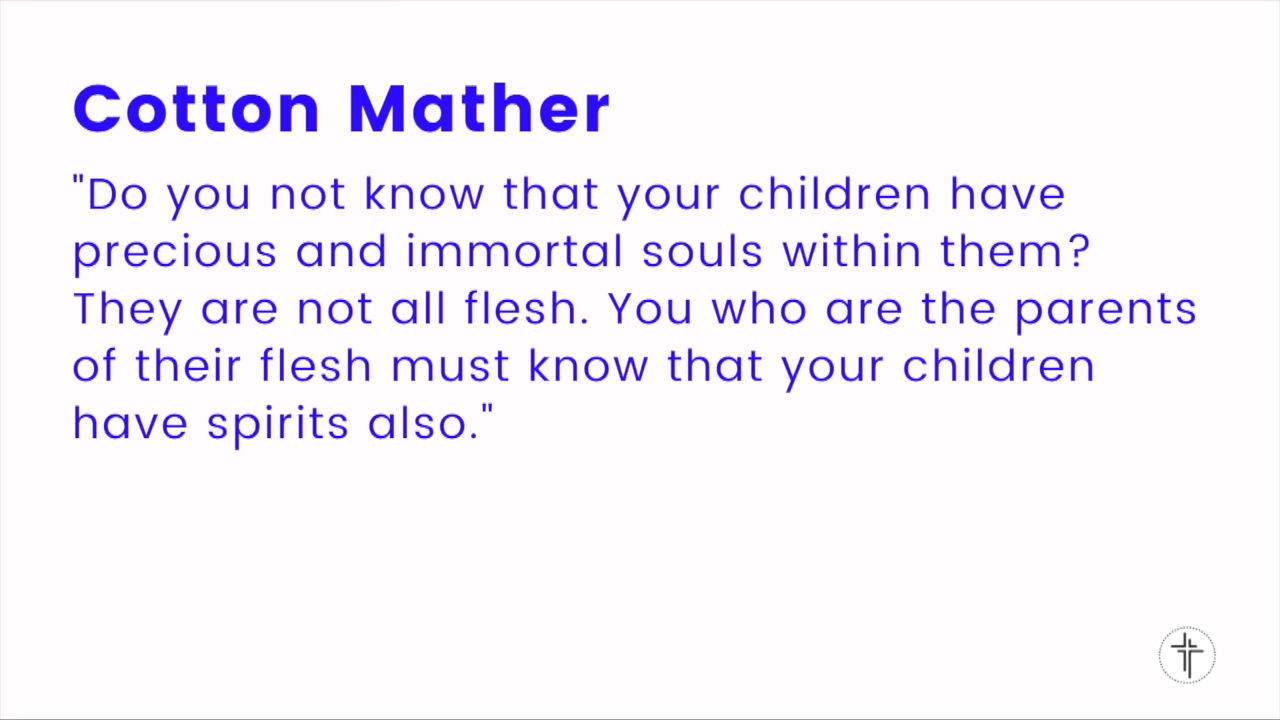 Cotton Mather
"Do you not know that your children have
precious and immortal souls within them?
They are not all flesh. You who are the parents
of their flesh must know that your children
have spirits also."